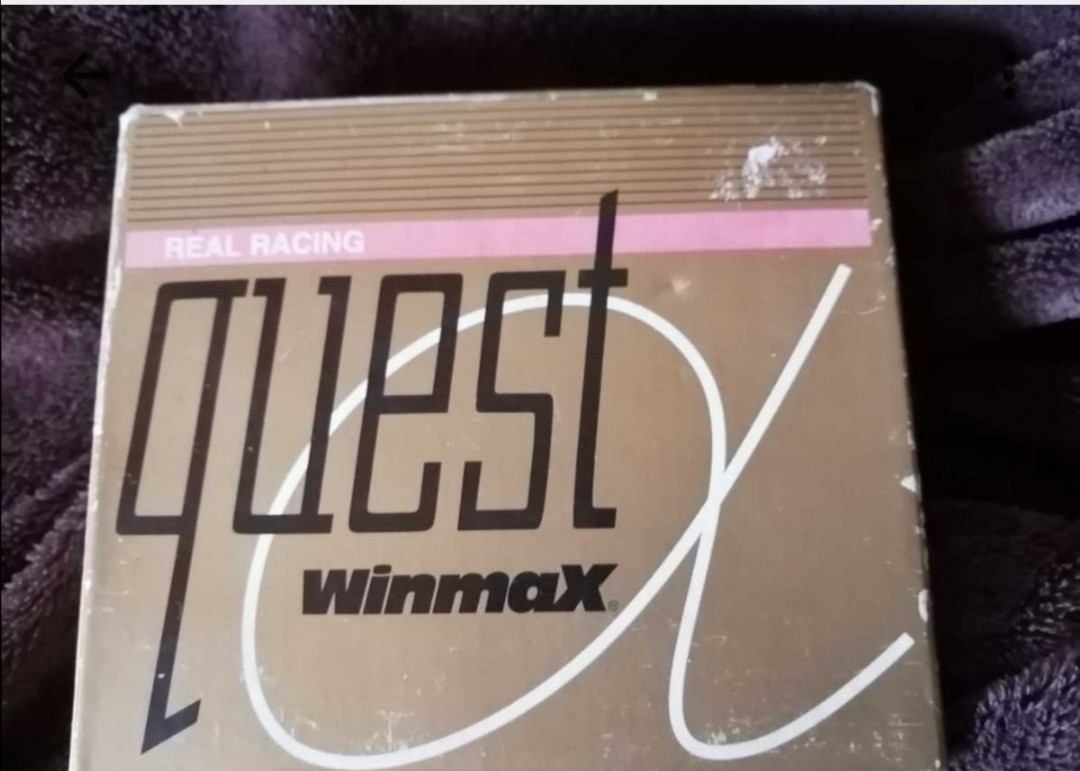 REAL RACING
quest α
WinmaX®